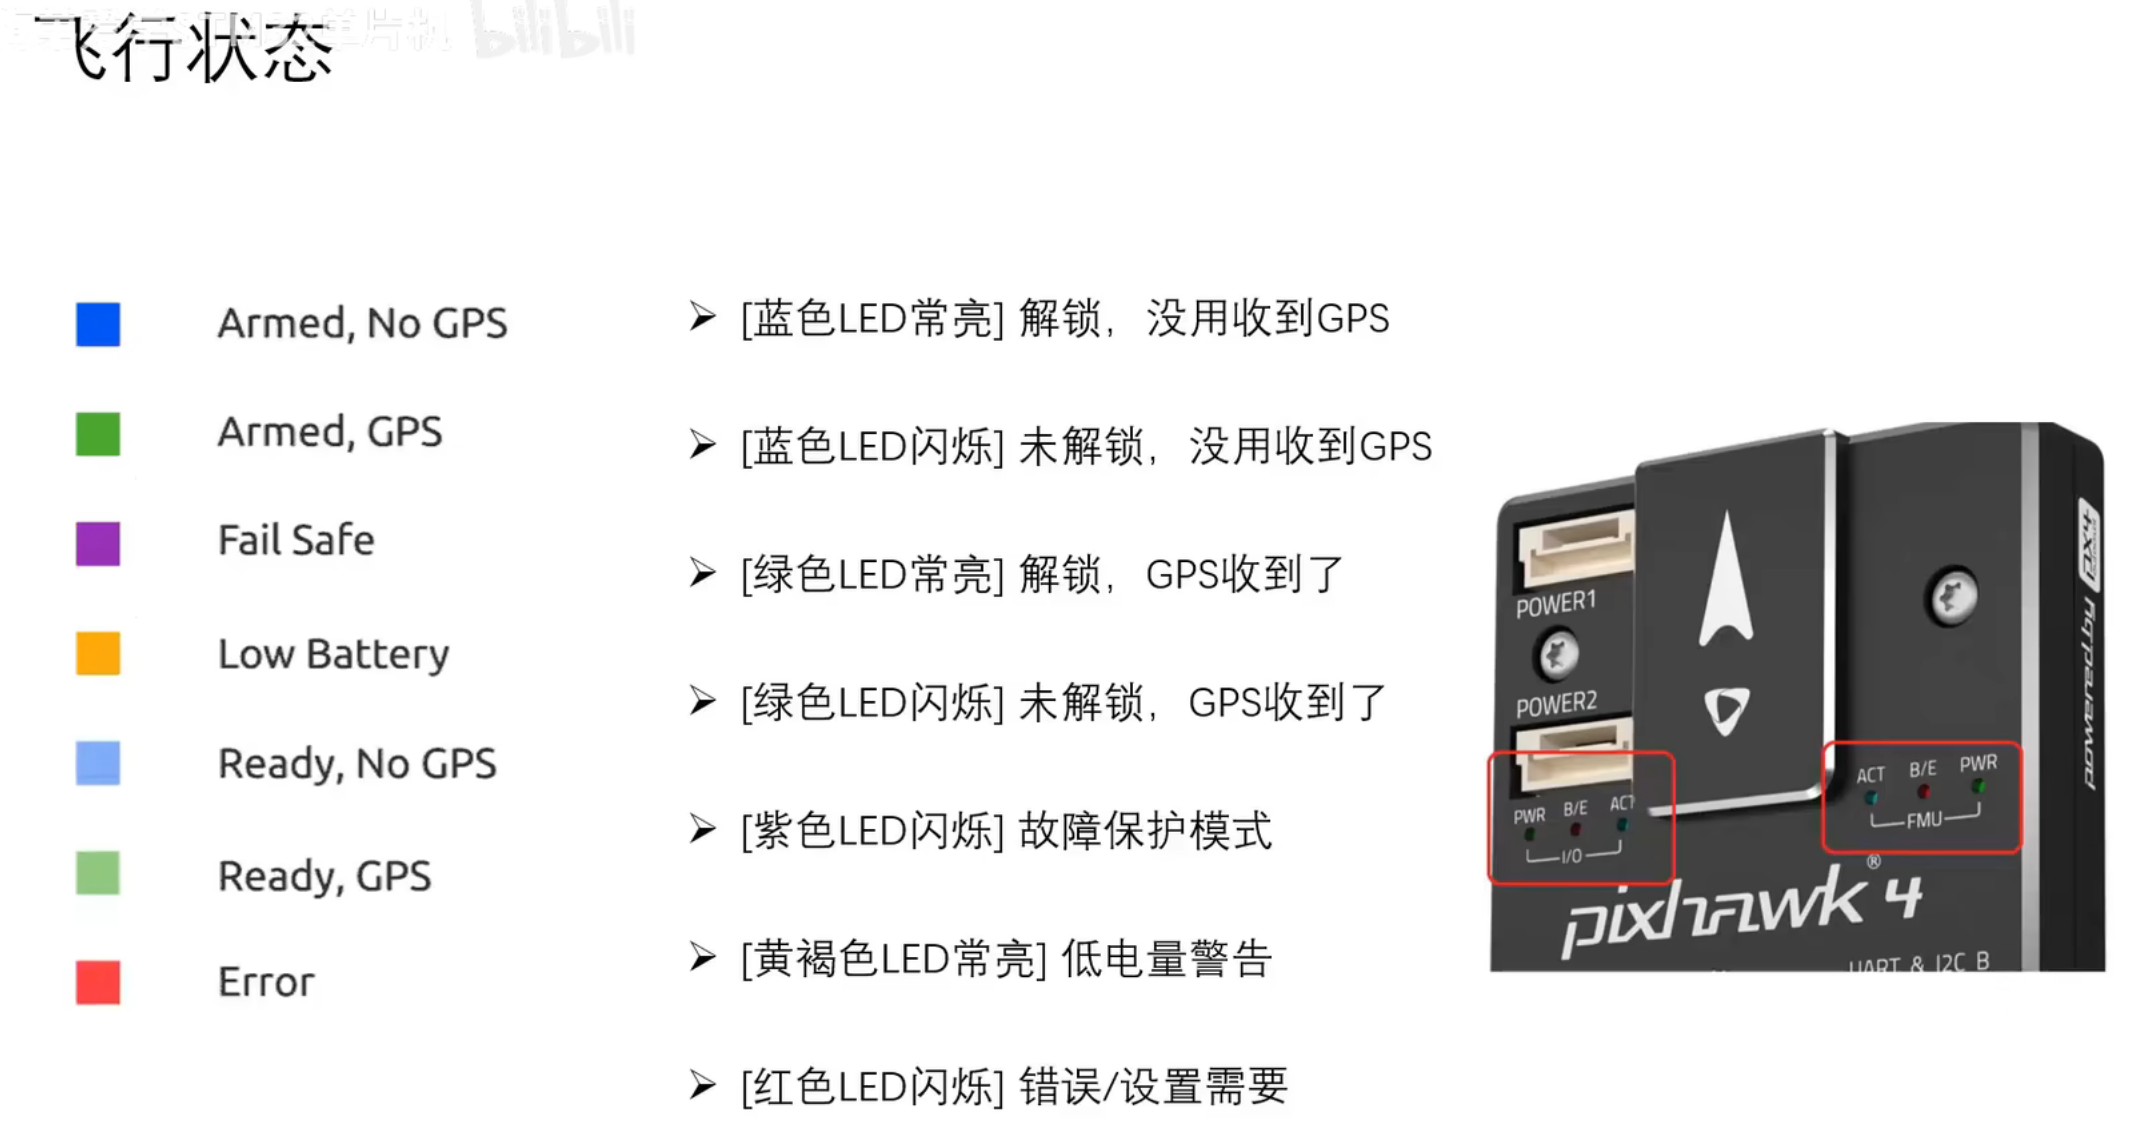 飞行状态
bilibili
Armed, No GPS
Armed, GPS
Fail Safe
Low Battery
Ready, No GPS
Ready, GPS
Error
➢ [蓝色LED常亮] 解锁，没用收到GPS
➢ [蓝色LED闪烁] 未解锁，没用收到GPS
➢ [绿色LED常亮] 解锁，GPS收到了
➢ [绿色LED闪烁] 未解锁，GPS收到了
➢ [紫色LED闪烁] 故障保护模式
➢ [黄褐色LED常亮] 低电量警告
➢ [红色LED闪烁] 错误/设置需要
POWER1
POWER2
PWR B/E ACT
I/O
ACT B/E PWR
FMU
pixhawk® 4
UART & I2C B
powered by
px4